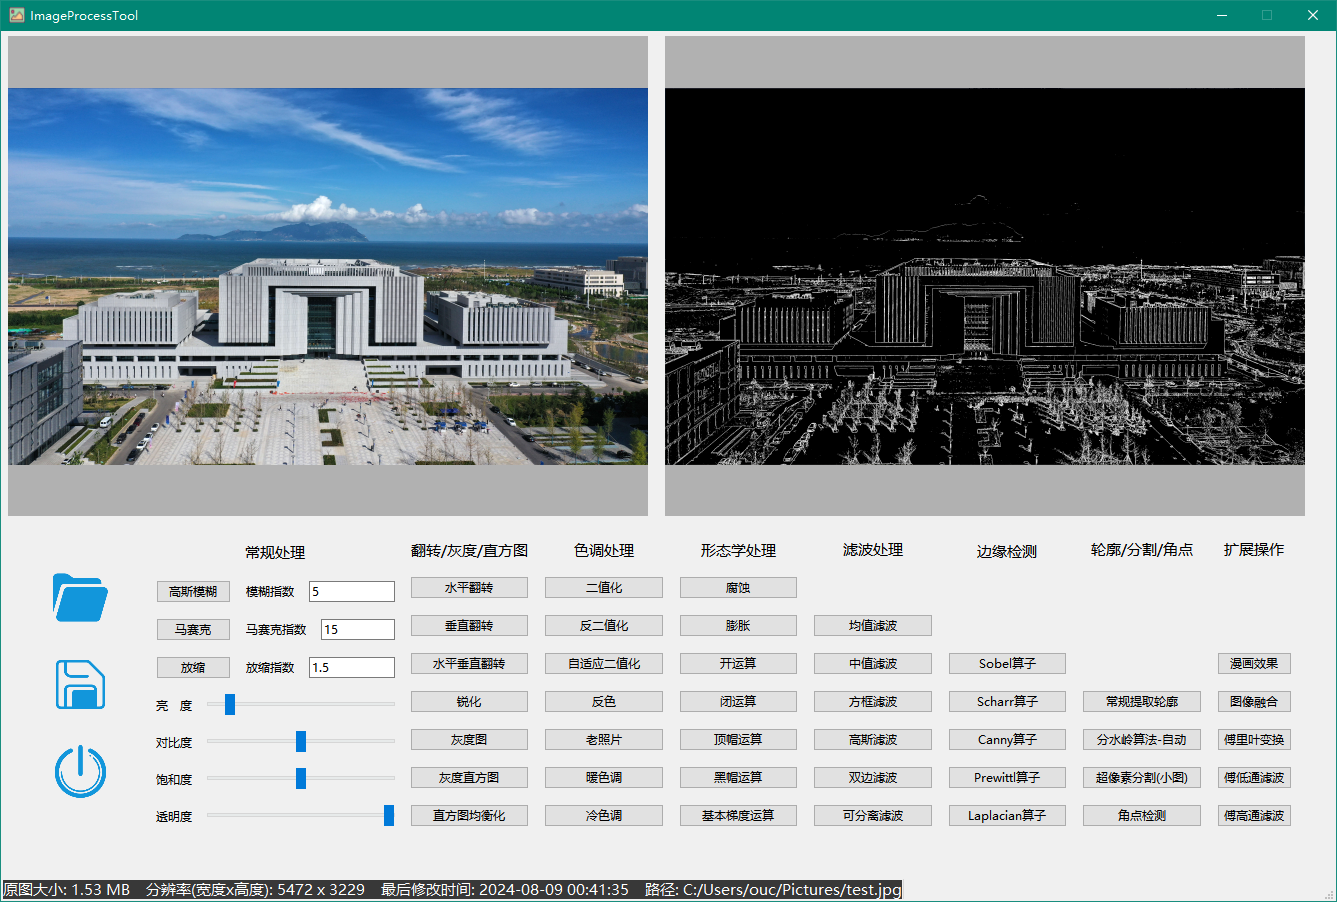 ImageProcessTool
常规处理 翻转/灰度/直方图 色调处理 形态学处理 滤波处理 边缘检测 轮廓/分割/角点 扩展操作
高斯模糊 模糊指数 5 水平翻转 二值化 腐蚀
马赛克 马赛克指数 15 垂直翻转 反二值化 膨胀 均值滤波
放缩 放缩指数 1.5 水平垂直翻转 自适应二值化 开运算 中值滤波 Sobel算子 漫画效果
亮 度 锐化 反色 闭运算 方框滤波 Scharr算子 常规提取轮廓 图像融合
对比度 灰度图 老照片 顶帽运算 高斯滤波 Canny算子 分水岭算法-自动 傅里叶变换
饱和度 灰度直方图 暖色调 黑帽运算 双边滤波 Prewittl算子 超像素分割(小图) 傅低通滤波
透明度 直方图均衡化 冷色调 基本梯度运算 可分离滤波 Laplacian算子 角点检测 傅高通滤波
原图大小: 1.53 MB 分辨率(宽度x高度): 5472 x 3229 最后修改时间: 2024-08-09 00:41:35 路径: C:/Users/ouc/Pictures/test.jpg